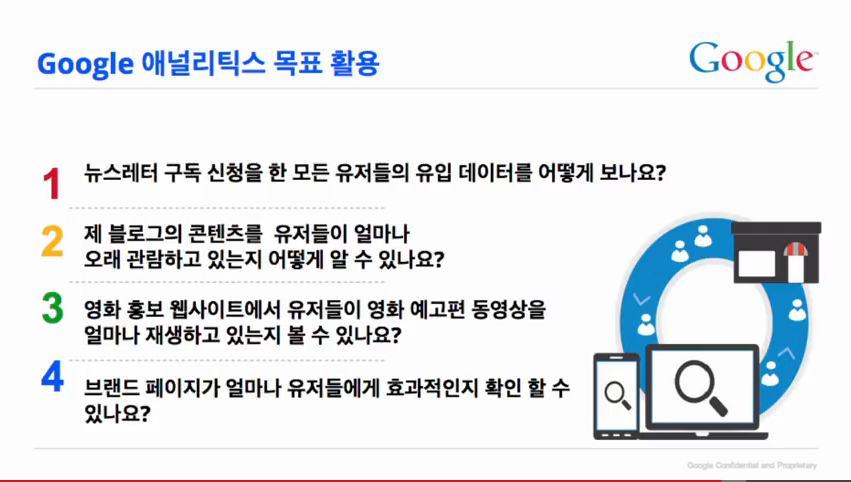 Google 애널리틱스 목표 활용
Google
1 뉴스레터 구독 신청을 한 모든 유저들의 유입 데이터를 어떻게 보나요?
2 제 블로그의 콘텐츠를 유저들이 얼마나
오래 관람하고 있는지 어떻게 알 수 있나요?
3 영화 홍보 웹사이트에서 유저들이 영화 예고편 동영상을
얼마나 재생하고 있는지 볼 수 있나요?
4 브랜드 페이지가 얼마나 유저들에게 효과적인지 확인 할 수
있나요?
Google Confidential and Proprietary